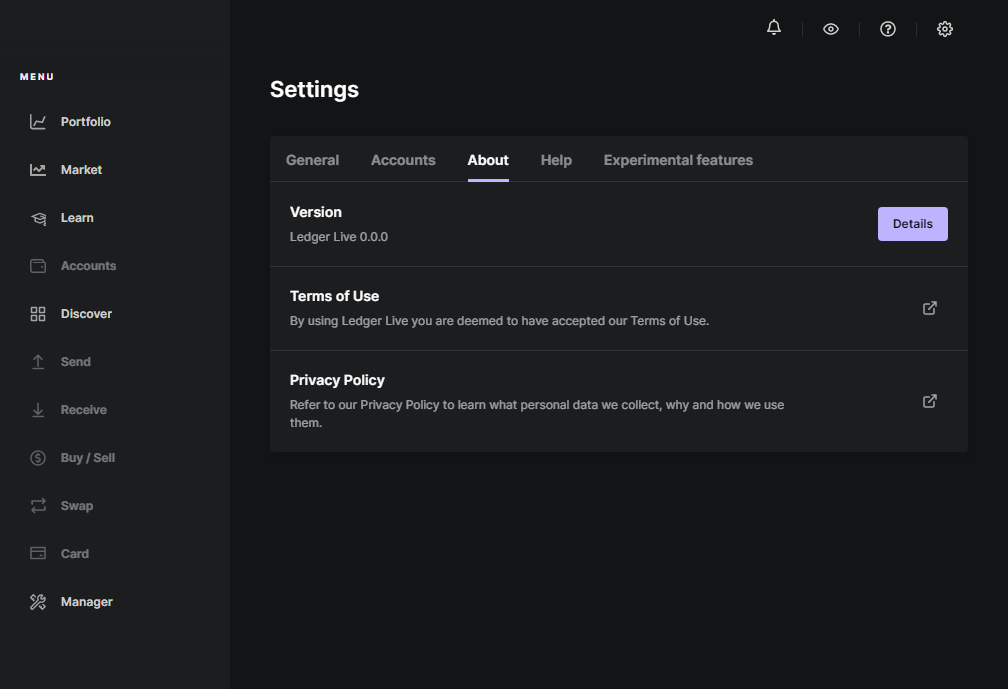 MENU
Portfolio
Market
Learn
Accounts
Discover
Send
Receive
Buy / Sell
Swap
Card
Manager
Settings
General Accounts About Help Experimental features
Version
Ledger Live 0.0.0
Details
Terms of Use
By using Ledger Live you are deemed to have accepted our Terms of Use.
Privacy Policy
Refer to our Privacy Policy to learn what personal data we collect, why and how we use
them.